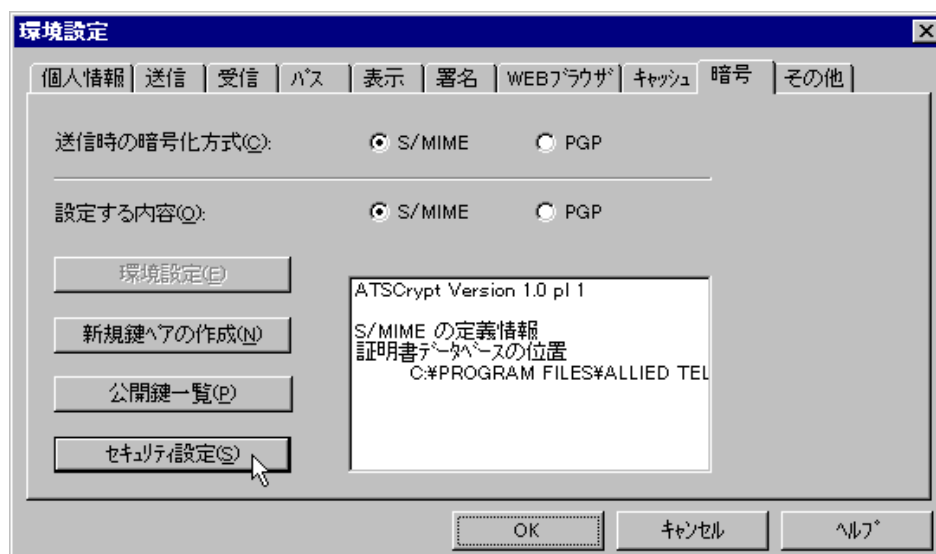 環境設定
個人情報 送信 受信 ﾊﾟｽ 表示 署名 WEBﾌﾞﾗｳｻﾞ ｷｬｯｼｭ 暗号 その他
送信時の暗号化方式(C): S/MIME PGP
設定する内容(O): S/MIME PGP
環境設定(E)
新規鍵ペアの作成(N)
公開鍵一覧(P)
セキュリティ設定(S)
ATSCrypt Version 1.0 pl 1
S/MIME の定義情報
証明書ﾃﾞｰﾀﾍﾞｰｽの位置
C:¥PROGRAM FILES¥ALLIED TEL
OK ｷｬﾝｾﾙ ﾍﾙﾌﾟ